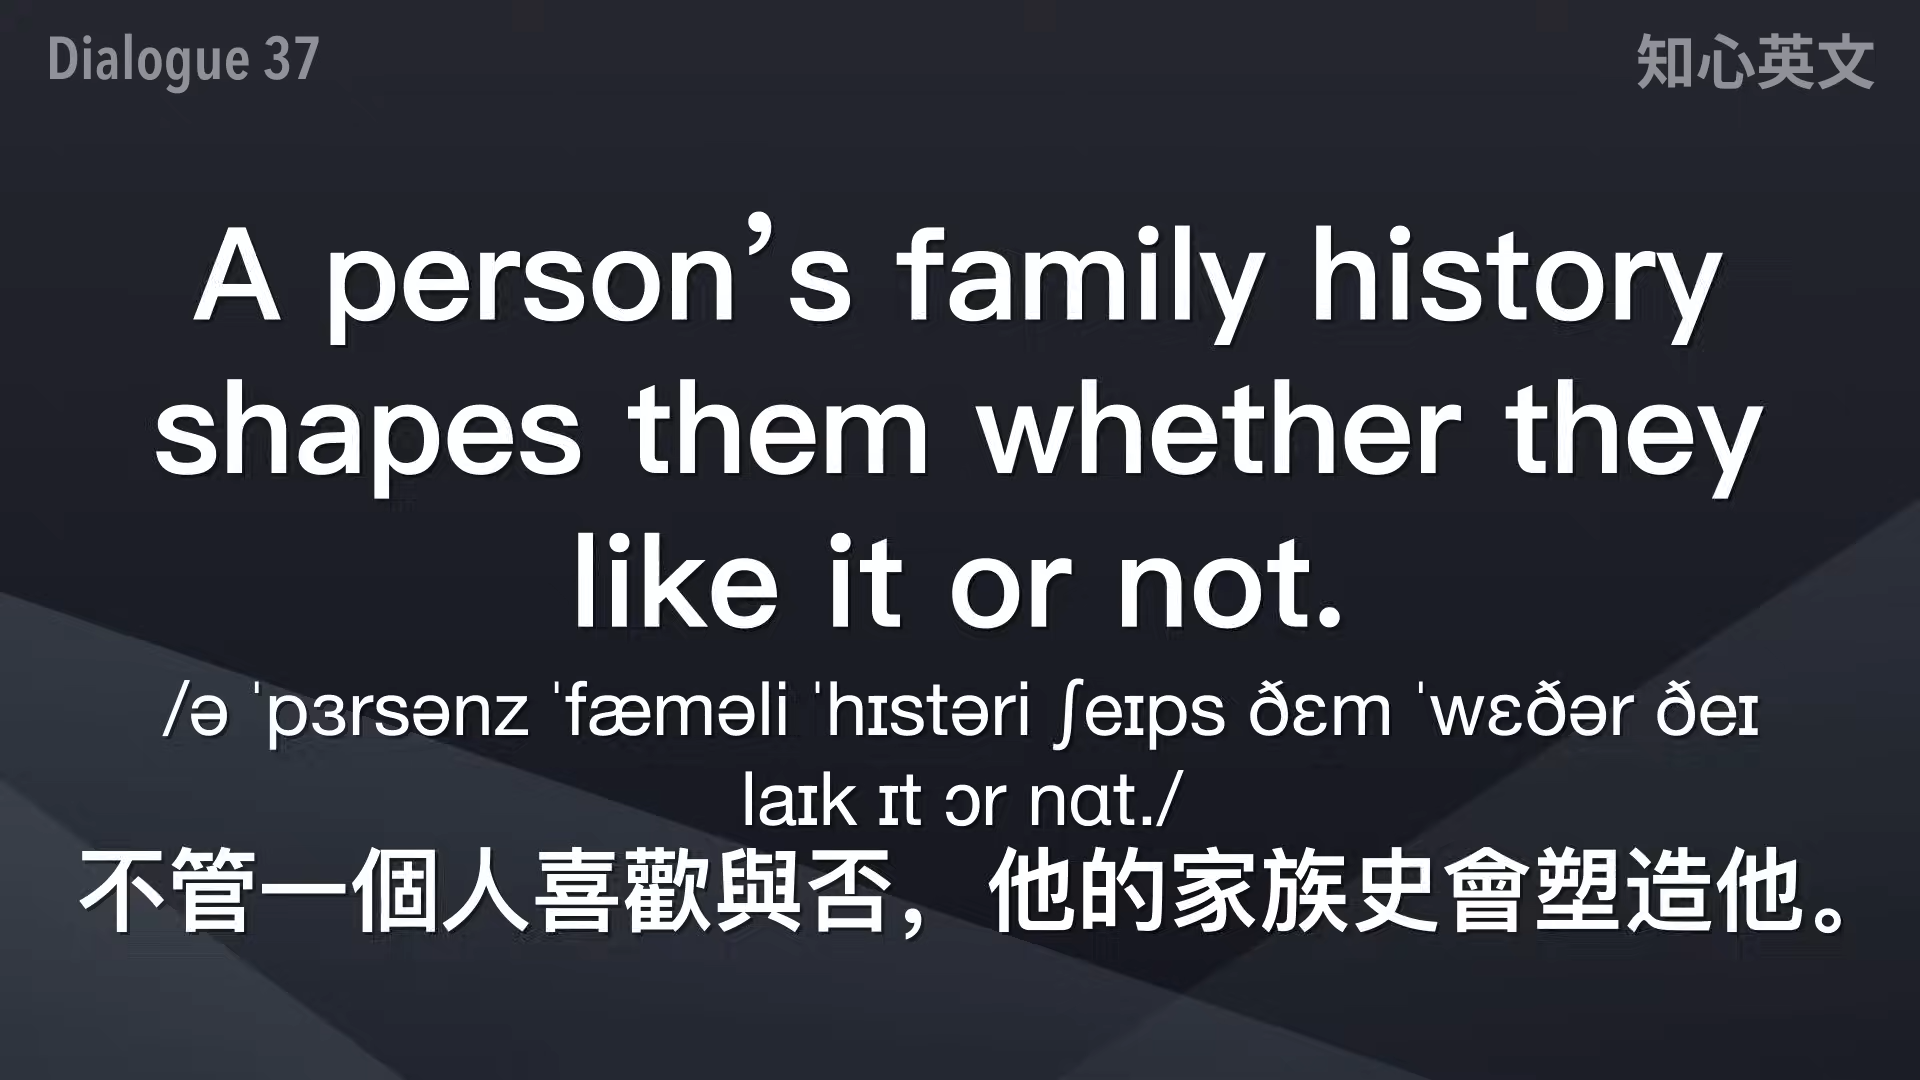 Dialogue 37
知心英文
A person’s family history
shapes them whether they
like it or not.
/ə ˈpɜrsənz ˈfæməli ˈhɪstəri ʃeɪps ðɛm ˈwɛðər ðeɪ
laɪk ɪt ɔr nɑt./
不管一個人喜歡與否，他的家族史會塑造他。